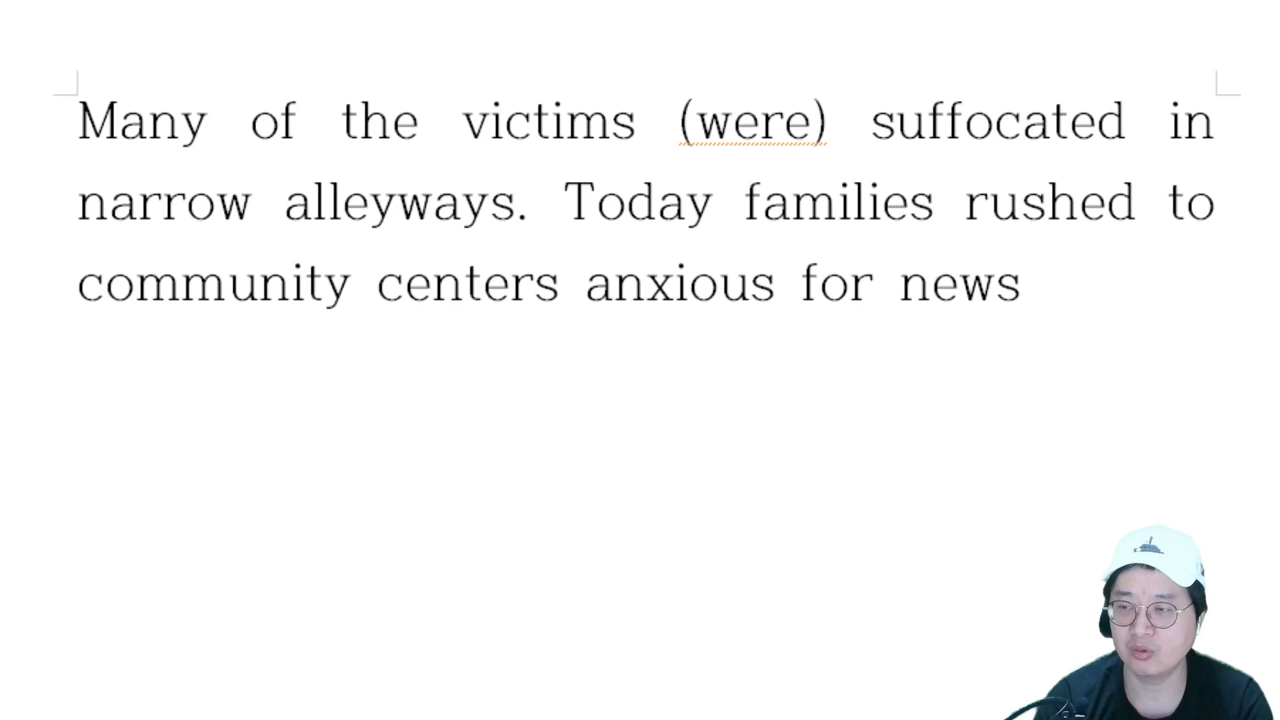 Many of the victims (were) suffocated in
narrow alleyways. Today families rushed to
community centers anxious for news